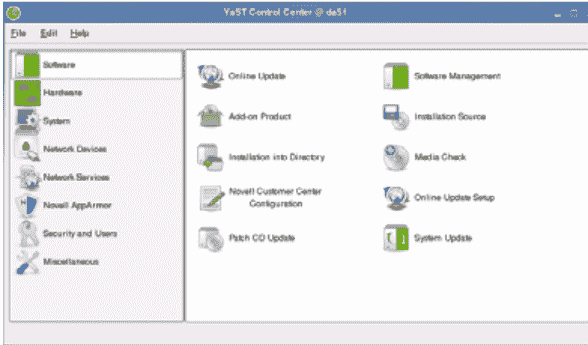 YaST Control Center @ da51
File Edit Help
Software
Hardware
System
Network Devices
Network Services
Novell AppArmor
Security and Users
Miscellaneous
Online Update
Software Management
Add-on Product
Installation Source
Installation into Directory
Media Check
Novell Customer Center
Configuration
Online Update Setup
Patch CD Update
System Update